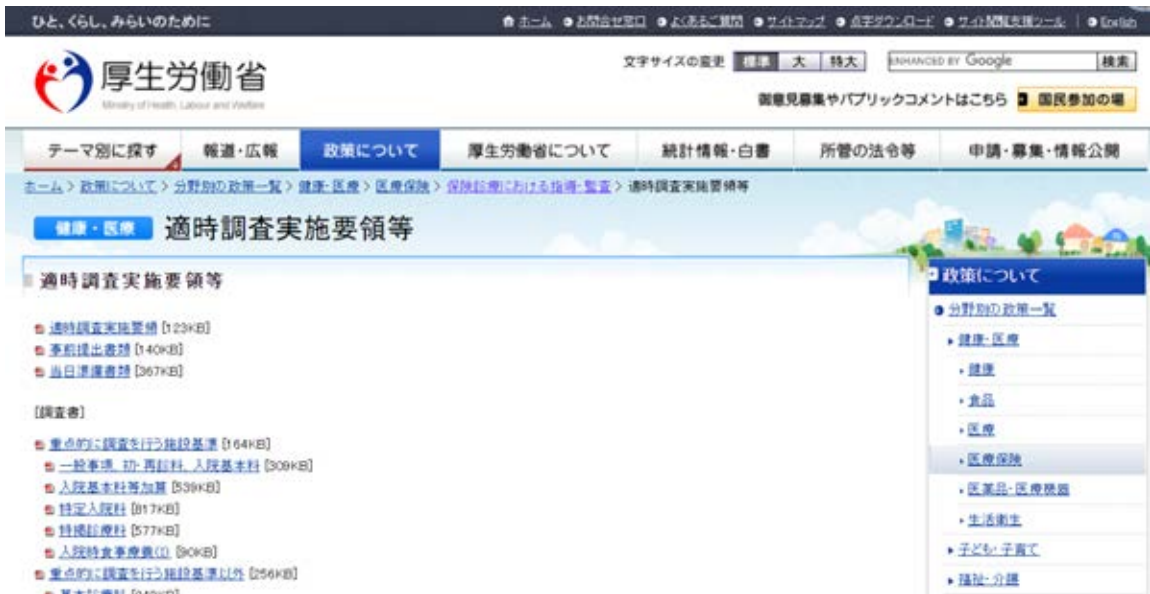 ひと、くらし、みらいのために
ホーム お問合せ窓口 よくあるご質問 サイトマップ 点字ダウンロード サイト閲覧支援ツール English
厚生労働省
Ministry of Health, Labour and Welfare
文字サイズの変更 標準 大 特大 ENHANCED BY Google 検索
御意見募集やパブリックコメントはこちら 国民参加の場
テーマ別に探す 報道・広報 政策について 厚生労働省について 統計情報・白書 所管の法令等 申請・募集・情報公開
ホーム > 政策について > 分野別の政策一覧 > 健康・医療 > 医療保険 > 保険診療における指導・監査 > 適時調査実施要領等
健康・医療 適時調査実施要領等
適時調査実施要領等
適時調査実施要領 [123KB]
事前提出書類 [140KB]
当日準備書類 [367KB]
[調査書]
重点的に調査を行う施設基準 [164KB]
一般事項、初・再診料、入院基本料 [309KB]
入院基本料等加算 [539KB]
特定入院料 [817KB]
特掲診療料 [577KB]
入院時食事療養(I) [90KB]
重点的に調査を行う施設基準以外 [256KB]
政策について
分野別の政策一覧
健康・医療
健康
食品
医療
医療保険
医薬品・医療機器
生活衛生
子ども・子育て
福祉・介護